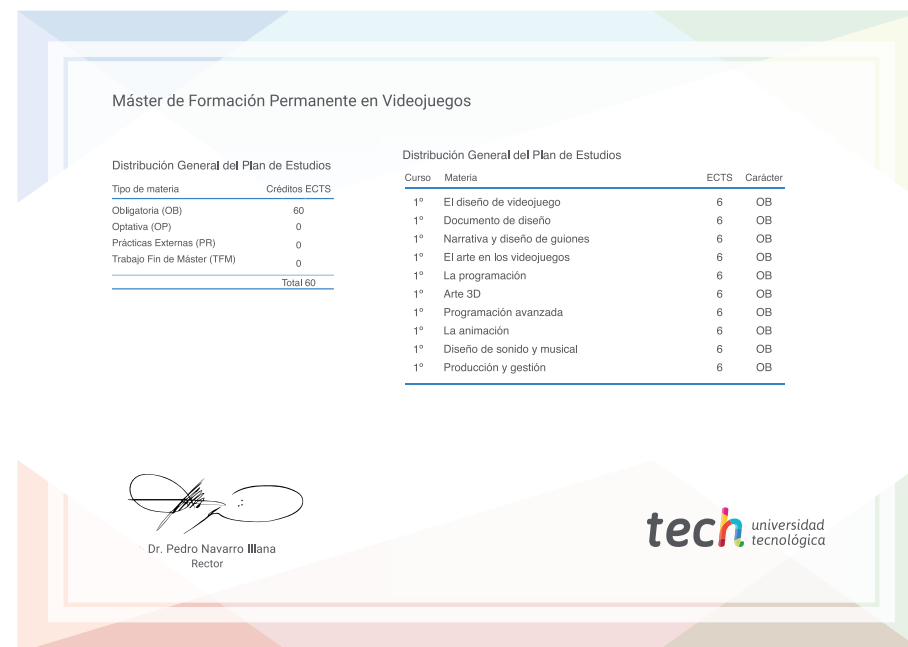 Máster de Formación Permanente en Videojuegos
Distribución General del Plan de Estudios
Tipo de materia Créditos ECTS
Obligatoria (OB) 60
Optativa (OP) 0
Prácticas Externas (PR) 0
Trabajo Fin de Máster (TFM) 0
Total 60
Distribución General del Plan de Estudios
Curso Materia ECTS Carácter
1º El diseño de videojuego 6 OB
1º Documento de diseño 6 OB
1º Narrativa y diseño de guiones 6 OB
1º El arte en los videojuegos 6 OB
1º La programación 6 OB
1º Arte 3D 6 OB
1º Programación avanzada 6 OB
1º La animación 6 OB
1º Diseño de sonido y musical 6 OB
1º Producción y gestión 6 OB
Dr. Pedro Navarro Illana
Rector
tech universidad
tecnológica